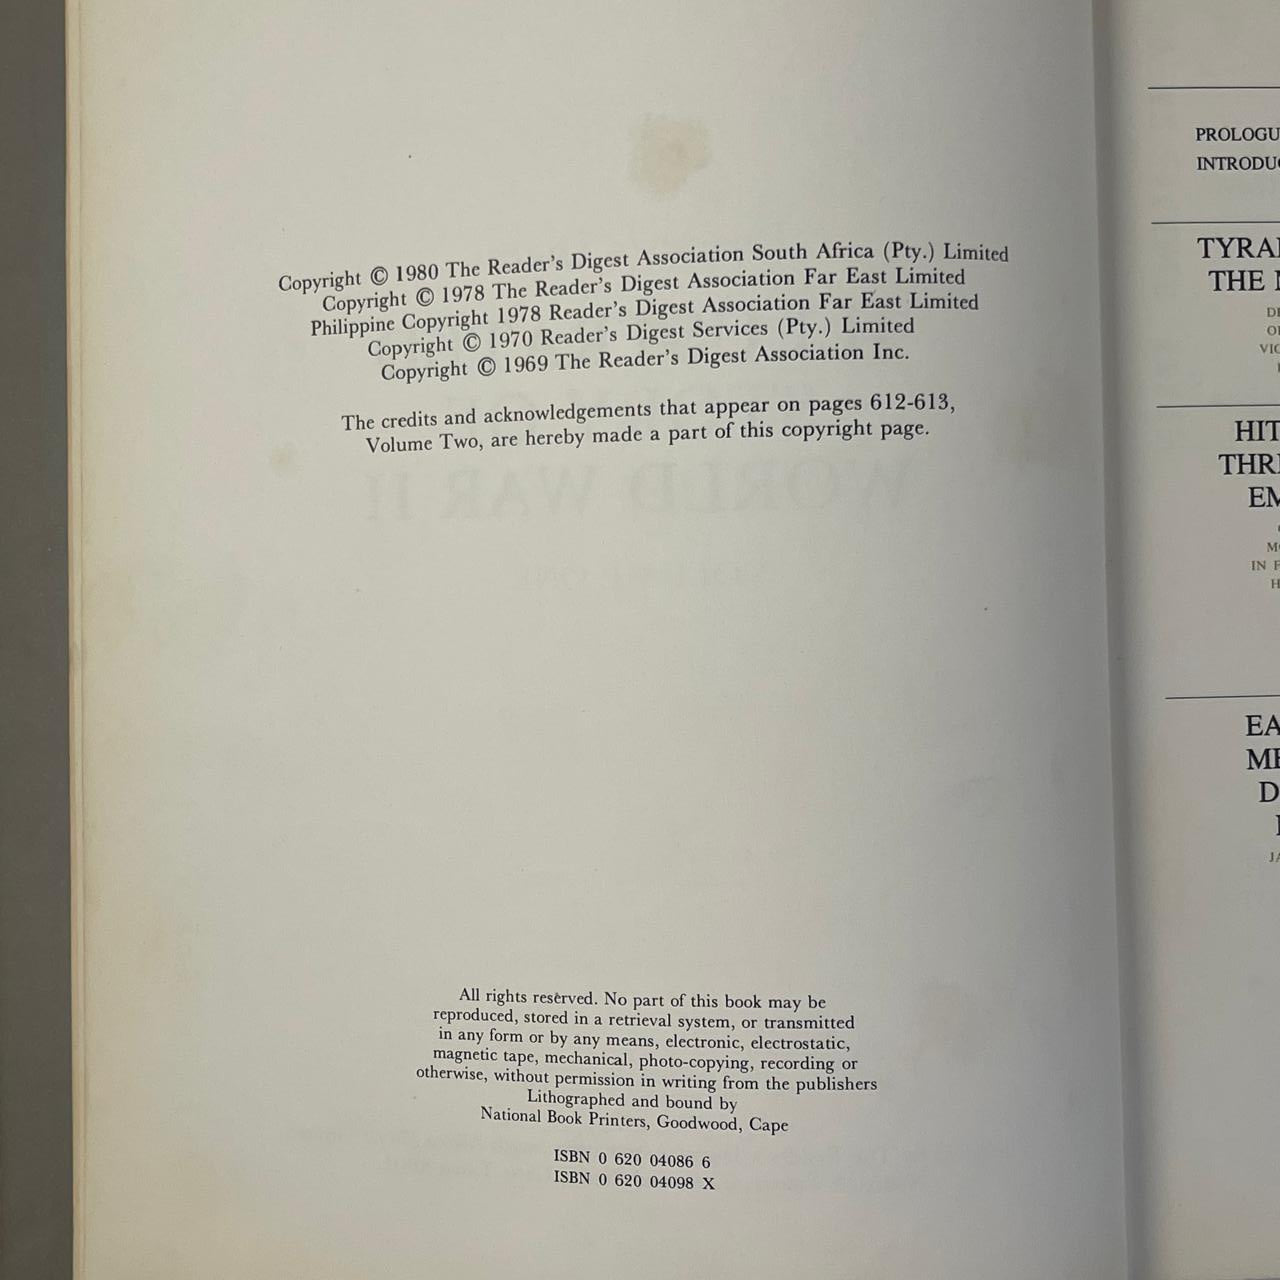 Copyright © 1980 The Reader's Digest Association South Africa (Pty.) Limited
Copyright © 1978 The Reader's Digest Association Far East Limited
Philippine Copyright 1978 Reader's Digest Association Far East Limited
Copyright © 1970 Reader's Digest Services (Pty.) Limited
Copyright © 1969 The Reader's Digest Association Inc.
The credits and acknowledgements that appear on pages 612-613,
Volume Two, are hereby made a part of this copyright page.
WORLD WAR II
All rights reserved. No part of this book may be
reproduced, stored in a retrieval system, or transmitted
in any form or by any means, electronic, electrostatic,
magnetic tape, mechanical, photo-copying, recording or
otherwise, without permission in writing from the publishers
Lithographed and bound by
National Book Printers, Goodwood, Cape
ISBN 0 620 04086 6
ISBN 0 620 04098 X
PROLOGU
INTRODU
TYRA
THE
HIT
THR
EM
IN F
EA
ME
D